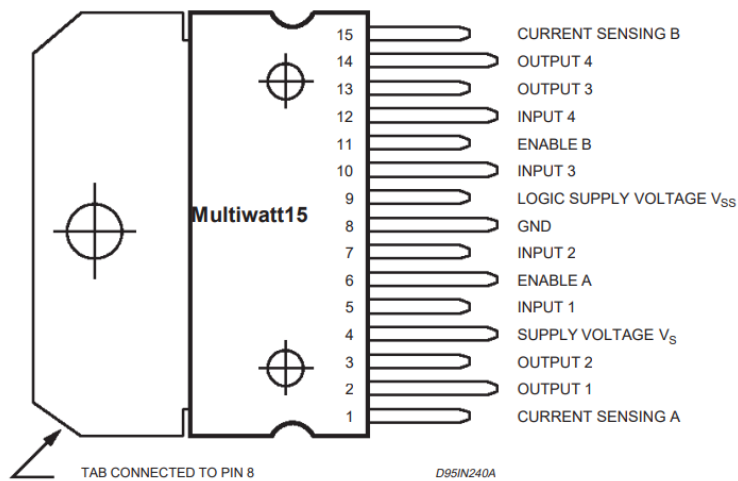 15 CURRENT SENSING B
14 OUTPUT 4
13 OUTPUT 3
12 INPUT 4
11 ENABLE B
10 INPUT 3
9 LOGIC SUPPLY VOLTAGE VSS
Multiwatt15
8 GND
7 INPUT 2
6 ENABLE A
5 INPUT 1
4 SUPPLY VOLTAGE VS
3 OUTPUT 2
2 OUTPUT 1
1 CURRENT SENSING A
TAB CONNECTED TO PIN 8
D95IN240A